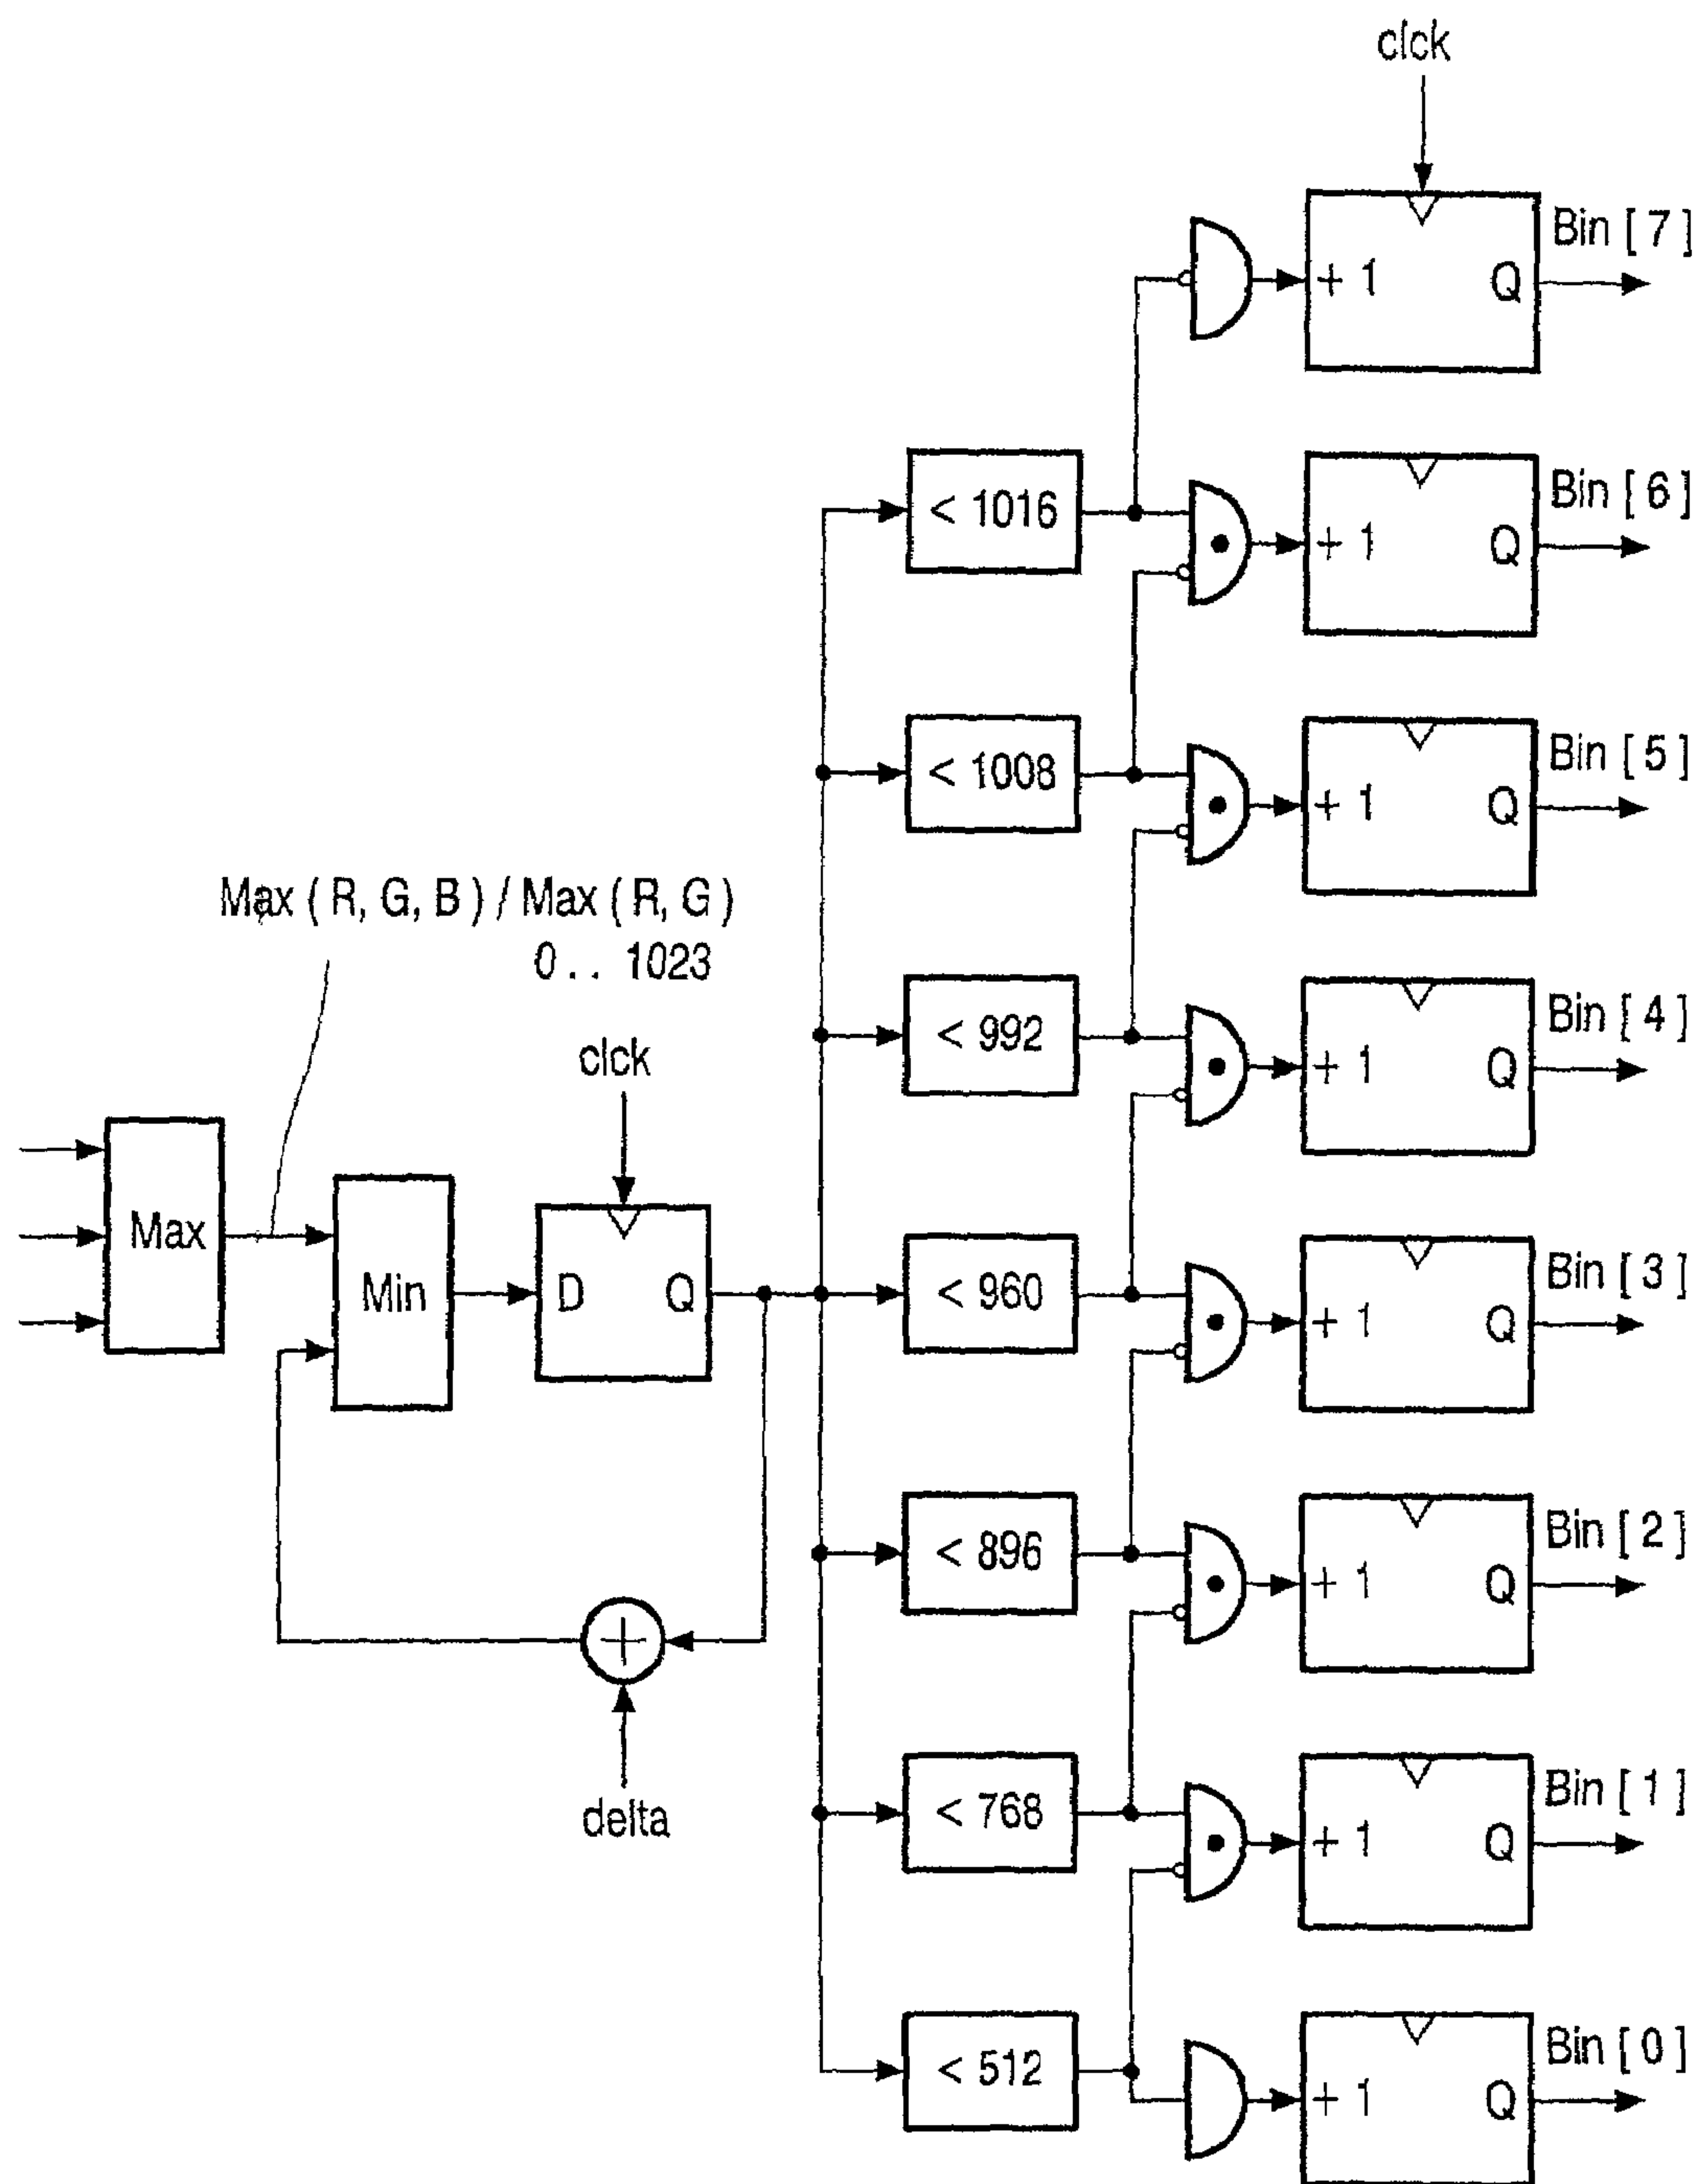 clck
Bin [ 7 ]
+ 1 Q
< 1016
Bin [ 6 ]
+ 1 Q
< 1008
Bin [ 5 ]
+ 1 Q
Max ( R, G, B ) / Max ( R, G )
0 . . 1023
< 992
Bin [ 4 ]
+ 1 Q
clck
Max
Min
D Q
< 960
Bin [ 3 ]
+ 1 Q
< 896
Bin [ 2 ]
+ 1 Q
+
delta
< 768
Bin [ 1 ]
+ 1 Q
< 512
Bin [ 0 ]
+ 1 Q